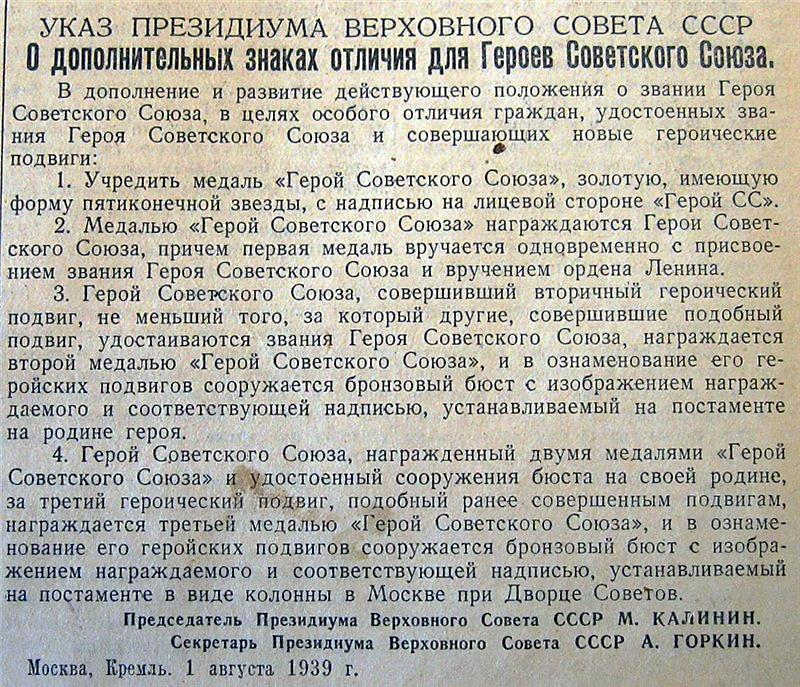 УКАЗ ПРЕЗИДИУМА ВЕРХОВНОГО СОВЕТА СССР
О дополнительных знаках отличия для Героев Советского Союза.
В дополнение и развитие действующего положения о звании Героя
Советского Союза, в целях особого отличия граждан, удостоенных зва-
ния Героя Советского Союза и совершающих новые героические
подвиги:
1. Учредить медаль «Герой Советского Союза», золотую, имеющую
форму пятиконечной звезды, с надписью на лицевой стороне «Герой СС».
2. Медалью «Герой Советского Союза» награждаются Герои Совет-
ского Союза, причем первая медаль вручается одновременно с присвое-
нием звания Героя Советского Союза и вручением ордена Ленина.
3. Герой Советского Союза, совершивший вторичный героический
подвиг, не меньший того, за который другие, совершившие подобный
подвиг, удостаиваются звания Героя Советского Союза, награждается
второй медалью «Герой Советского Союза», и в ознаменование его ге-
ройских подвигов сооружается бронзовый бюст с изображением награж-
даемого и соответствующей надписью, устанавливаемый на постаменте
на родине героя.
4. Герой Советского Союза, награжденный двумя медалями «Герой
Советского Союза» и удостоенный сооружения бюста на своей родине,
за третий героический подвиг, подобный ранее совершенным подвигам,
награждается третьей медалью «Герой Советского Союза», и в ознаме-
нование его геройских подвигов сооружается бронзовый бюст с изобра-
жением награждаемого и соответствующей надписью, устанавливаемый
на постаменте в виде колонны в Москве при Дворце Советов.
Председатель Президиума Верховного Совета СССР М. КАЛИНИН.
Секретарь Президиума Верховного Совета СССР А. ГОРКИН.
Москва, Кремль. 1 августа 1939 г.